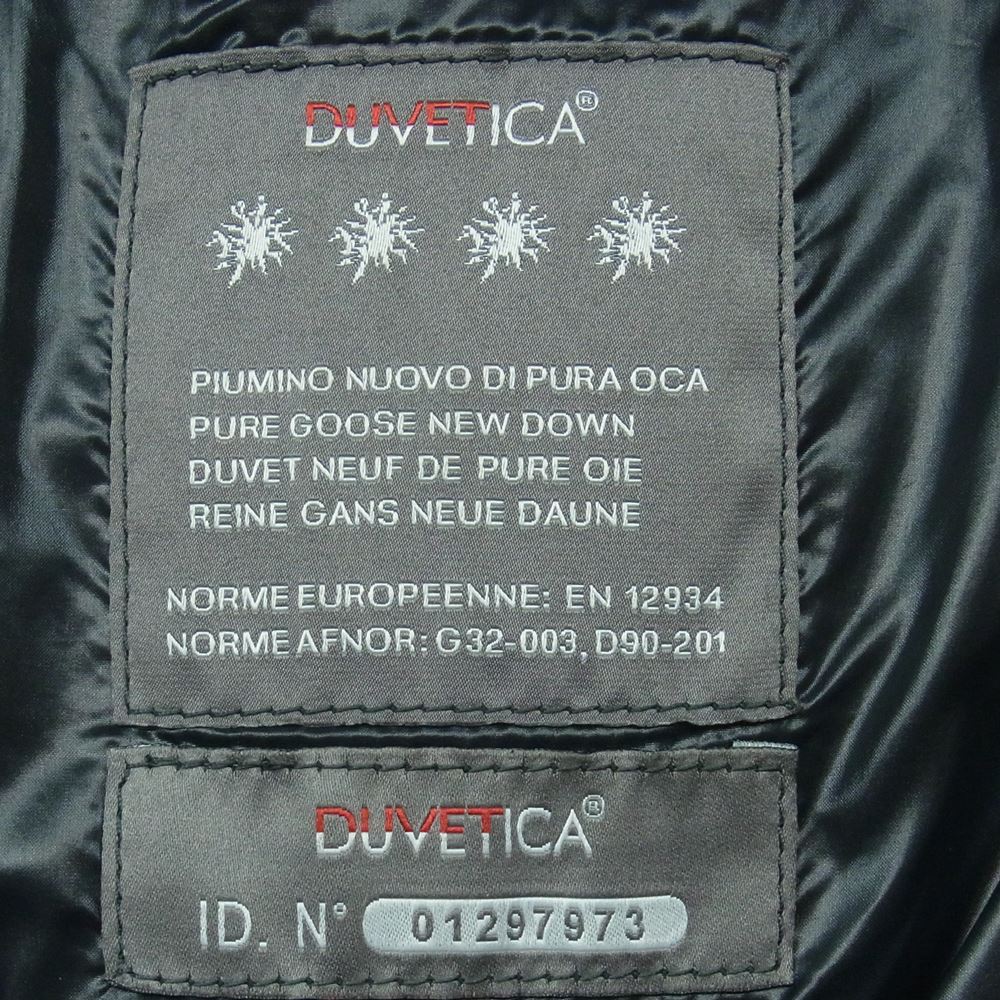 DUVETICA®
PIUMINO NUOVO DI PURA OCA
PURE GOOSE NEW DOWN
DUVET NEUF DE PURE OIE
REINE GANS NEUE DAUNE
NORME EUROPEENNE: EN 12934
NORME AFNOR: G32-003, D90-201
DUVETICA®
ID. N° 01297973